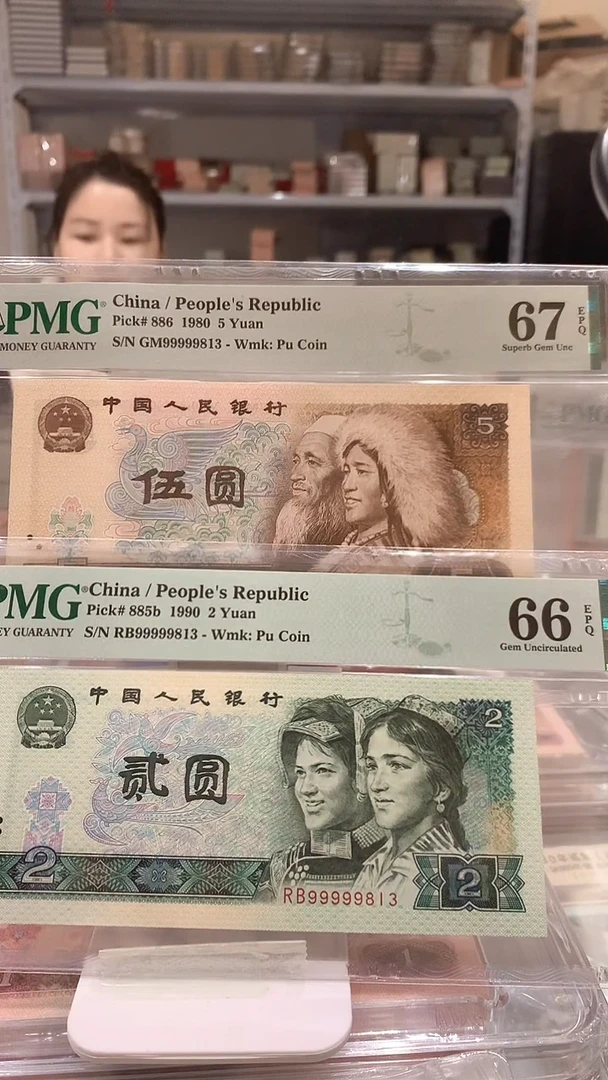 PMG®
MONEY GUARANTY
China / People's Republic
Pick# 886 1980 5 Yuan
S/N GM99999813 - Wmk: Pu Coin
67
EPQ
Superb Gem Unc
中国人民银行
5
伍圆
PMG®
EY GUARANTY
China / People's Republic
Pick# 885b 1990 2 Yuan
S/N RB99999813 - Wmk: Pu Coin
66
EPQ
Gem Uncirculated
中国人民银行
2
贰圆
2
RB99999813
2